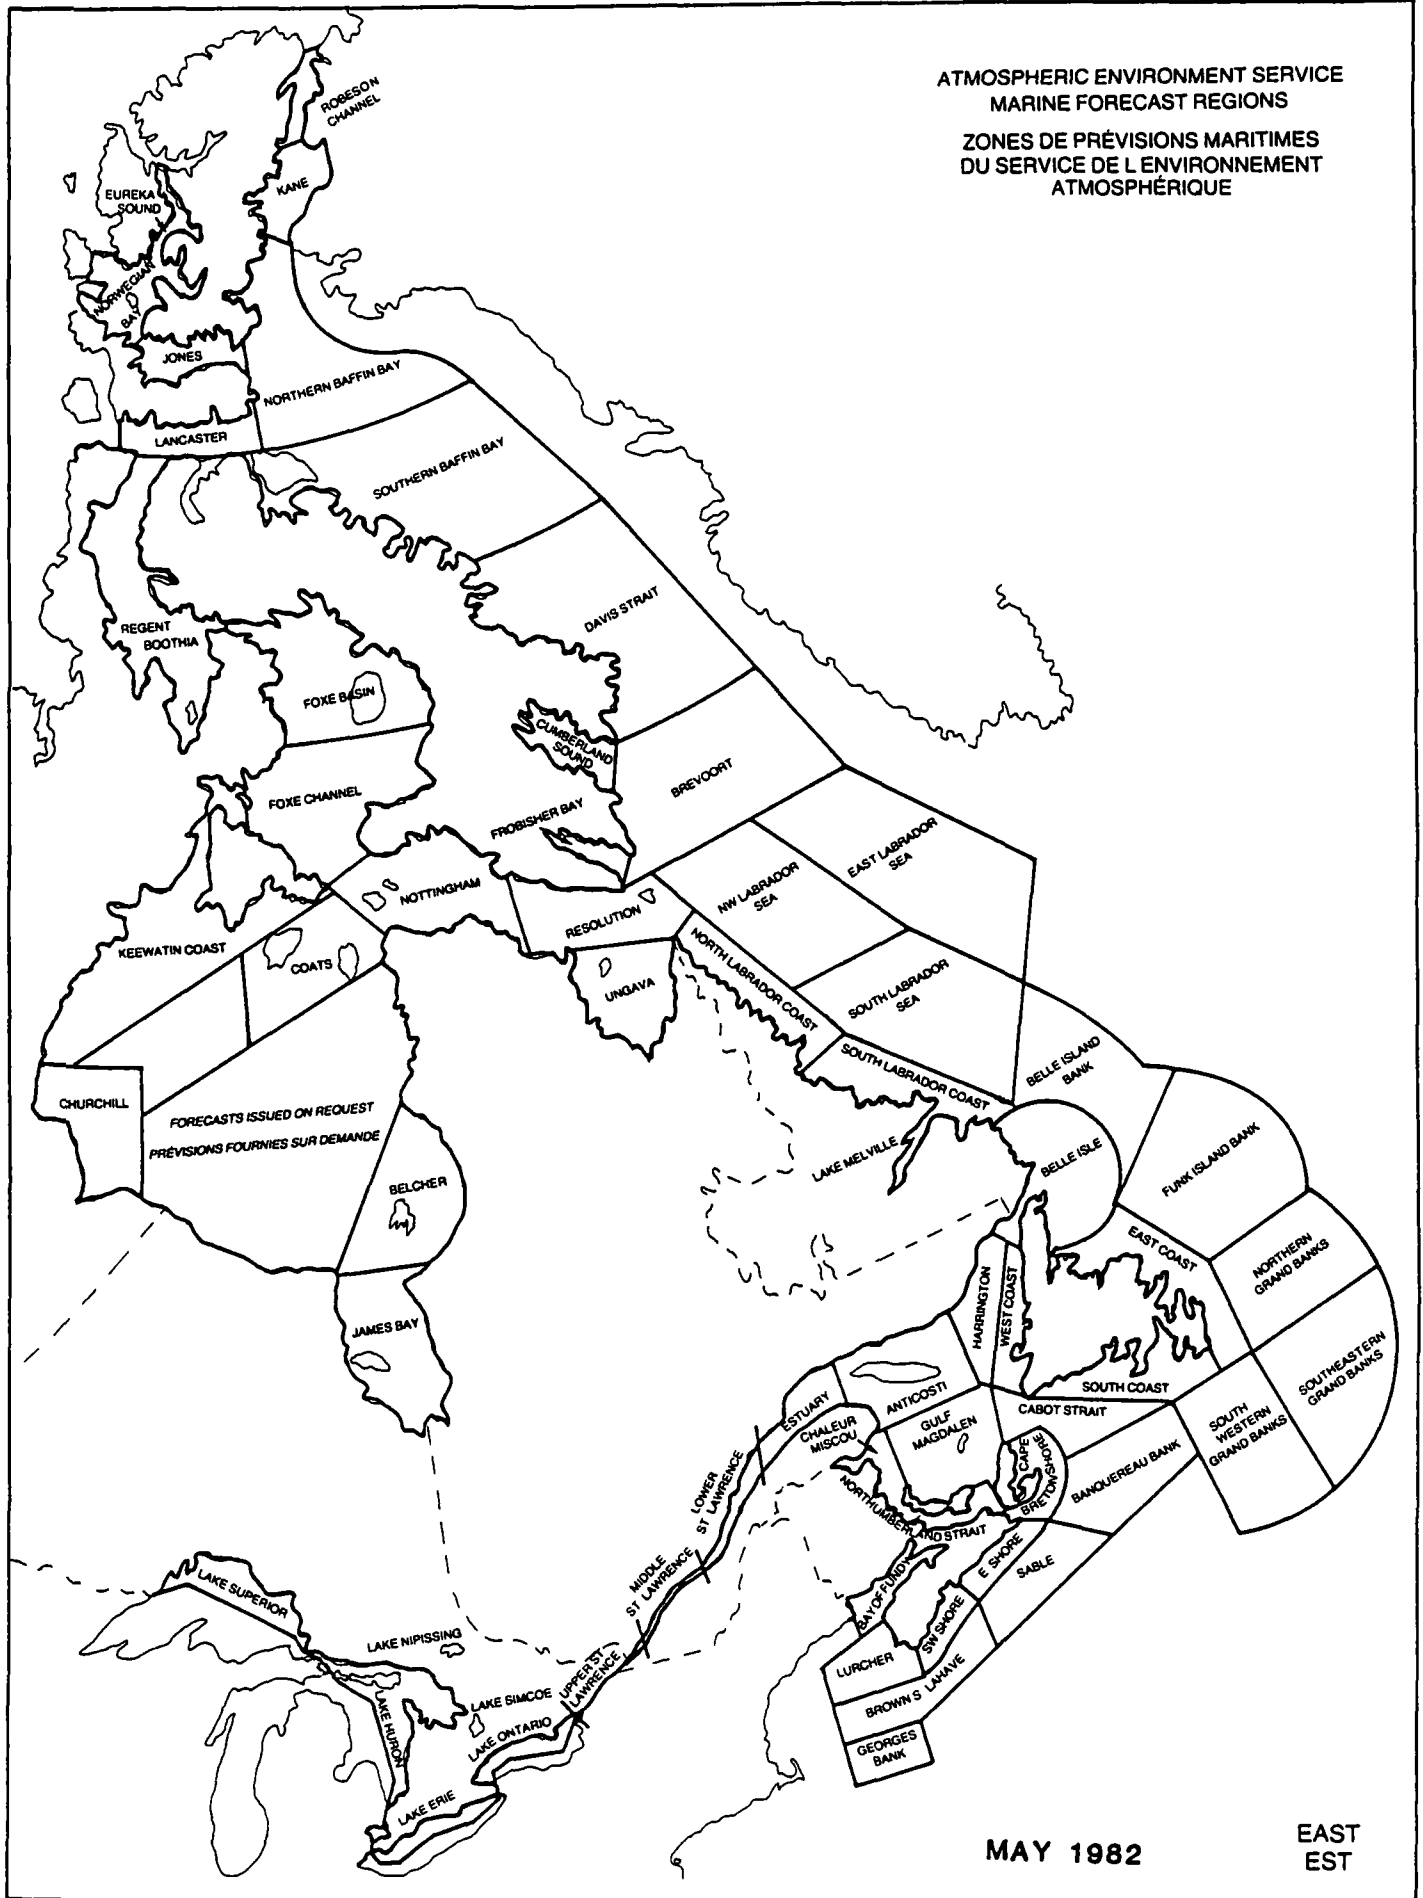 ATMOSPHERIC ENVIRONMENT SERVICE
MARINE FORECAST REGIONS
ZONES DE PRÉVISIONS MARITIMES
DU SERVICE DE L ENVIRONNEMENT
ATMOSPHÉRIQUE
ROBESON
CHANNEL
KANE
EUREKA
SOUND
NORWEGIAN
BAY
JONES
NORTHERN BAFFIN BAY
LANCASTER
SOUTHERN BAFFIN BAY
DAVIS STRAIT
REGENT
BOOTHIA
FOXE BASIN
CUMBERLAND
SOUND
BREVOORT
FOXE CHANNEL
FROBISHER BAY
EAST LABRADOR
SEA
NW LABRADOR
SEA
NOTTINGHAM
RESOLUTION
KEEWATIN COAST
COATS
UNGAVA
NORTH LABRADOR COAST
SOUTH LABRADOR
SEA
SOUTH LABRADOR COAST
BELLE ISLAND
BANK
CHURCHILL
FORECASTS ISSUED ON REQUEST
PRÉVISIONS FOURNIES SUR DEMANDE
LAKE MELVILLE
BELLE ISLE
FUNK ISLAND BANK
BELCHER
EAST COAST
NORTHERN
GRAND BANKS
HARRINGTON
WEST COAST
JAMES BAY
SOUTHEASTERN
GRAND BANKS
SOUTH COAST
CABOT STRAIT
SOUTH
WESTERN
GRAND BANKS
ANTICOSTI
ESTUARY
CHALEUR
MISCOU
GULF
MAGDALEN
CAPE
BRETON SHORE
BANQUEREAU BANK
LOWER
ST LAWRENCE
NORTHUMBERLAND STRAIT
MIDDLE
ST LAWRENCE
E SHORE
SABLE
BAY OF FUNDY
SW SHORE
LAKE SUPERIOR
LAKE NIPISSING
UPPER ST
LAWRENCE
LURCHER
BROWNS LAHAVE
LAKE SIMCOE
LAKE HURON
LAKE ONTARIO
GEORGES
BANK
LAKE ERIE
MAY 1982
EAST
EST